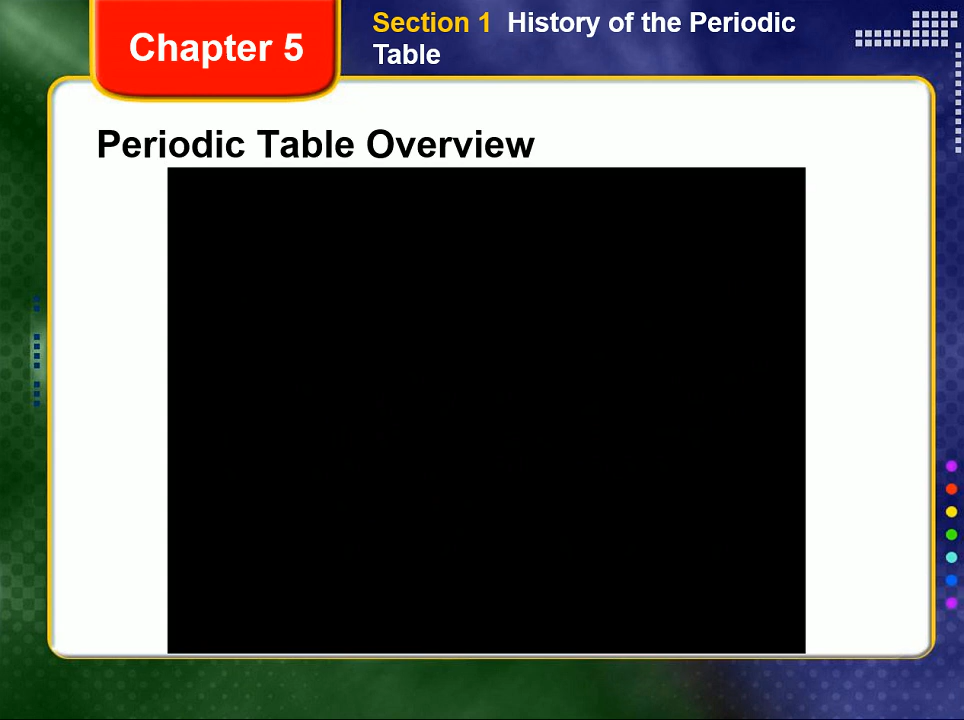 Chapter 5
Section 1 History of the Periodic
Table
Periodic Table Overview